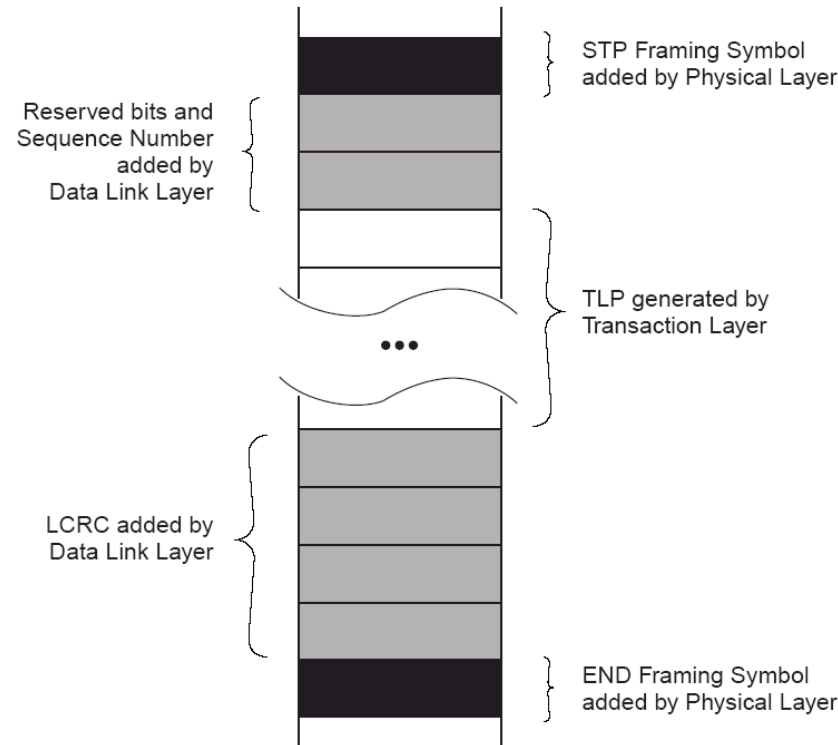 STP Framing Symbol
added by Physical Layer
Reserved bits and
Sequence Number
added by
Data Link Layer
TLP generated by
Transaction Layer
LCRC added by
Data Link Layer
END Framing Symbol
added by Physical Layer